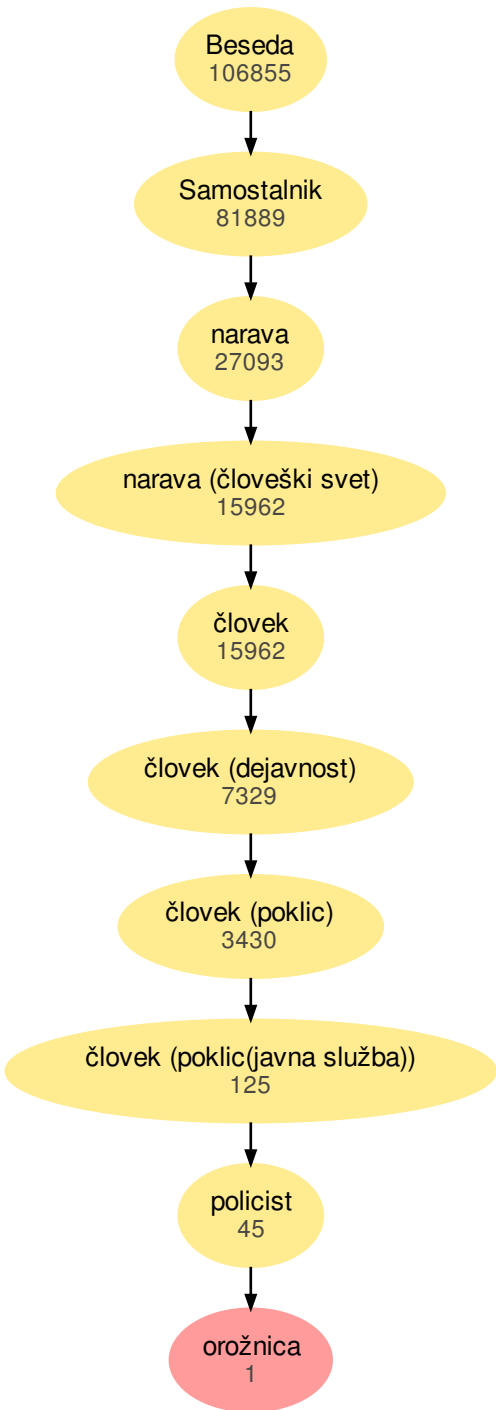 Beseda
106855
Samostalnik
81889
narava
27093
narava (človeški svet)
15962
človek
15962
človek (dejavnost)
7329
človek (poklic)
3430
človek (poklic(javna služba))
125
policist
45
orožnica
1